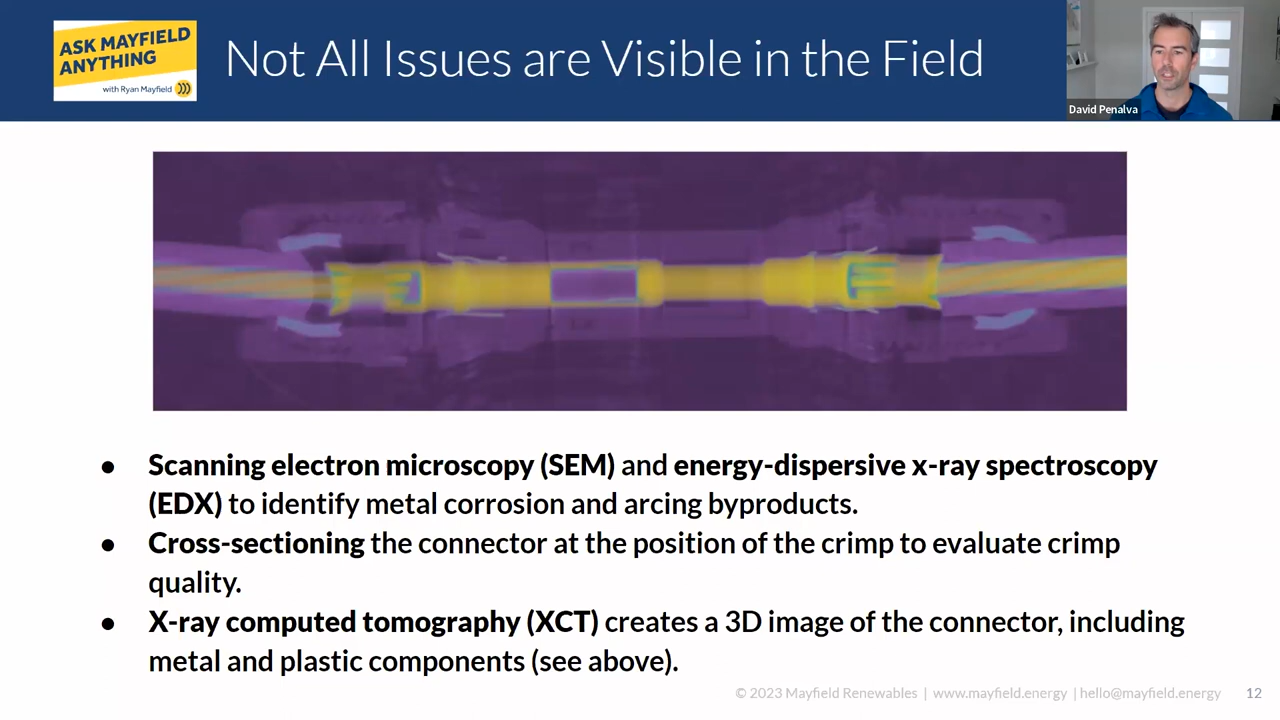 ASK MAYFIELD
ANYTHING
with Ryan Mayfield
Not All Issues are Visible in the Field
David Penalva
● Scanning electron microscopy (SEM) and energy-dispersive x-ray spectroscopy
(EDX) to identify metal corrosion and arcing byproducts.
● Cross-sectioning the connector at the position of the crimp to evaluate crimp
quality.
● X-ray computed tomography (XCT) creates a 3D image of the connector, including
metal and plastic components (see above).
© 2023 Mayfield Renewables | www.mayfield.energy | hello@mayfield.energy 12